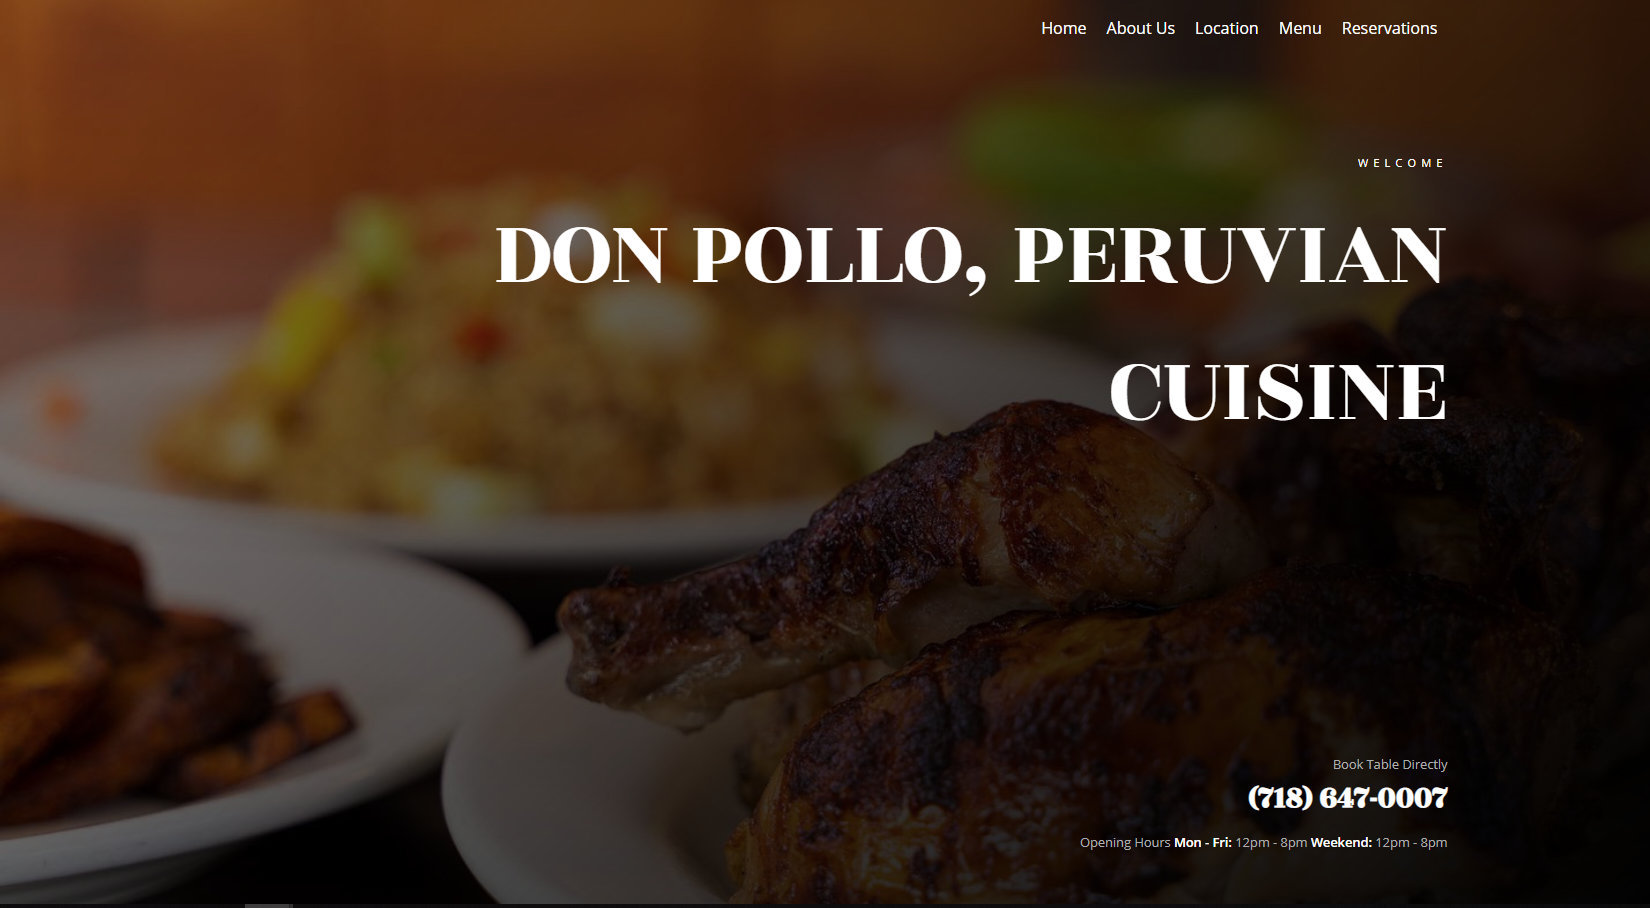 Home About Us Location Menu Reservations
WELCOME
DON POLLO, PERUVIAN
CUISINE
Book Table Directly
(718) 647-0007
Opening Hours Mon - Fri: 12pm - 8pm Weekend: 12pm - 8pm